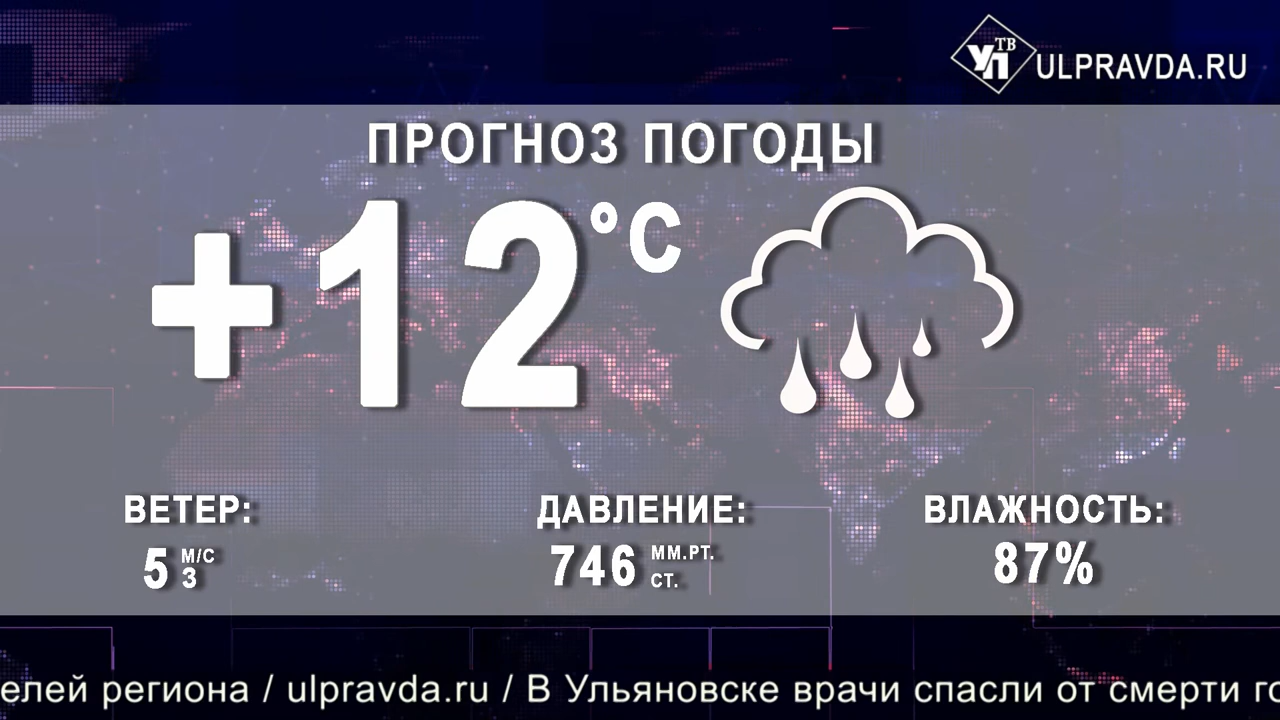 ТВ
УП
ULPRAVDA.RU
ПРОГНОЗ ПОГОДЫ
+12°C
ВЕТЕР:
5 М/С
З
ДАВЛЕНИЕ:
746 ММ.РТ.
СТ.
ВЛАЖНОСТЬ:
87%
елей региона / ulpravda.ru / В Ульяновске врачи спасли от смерти го